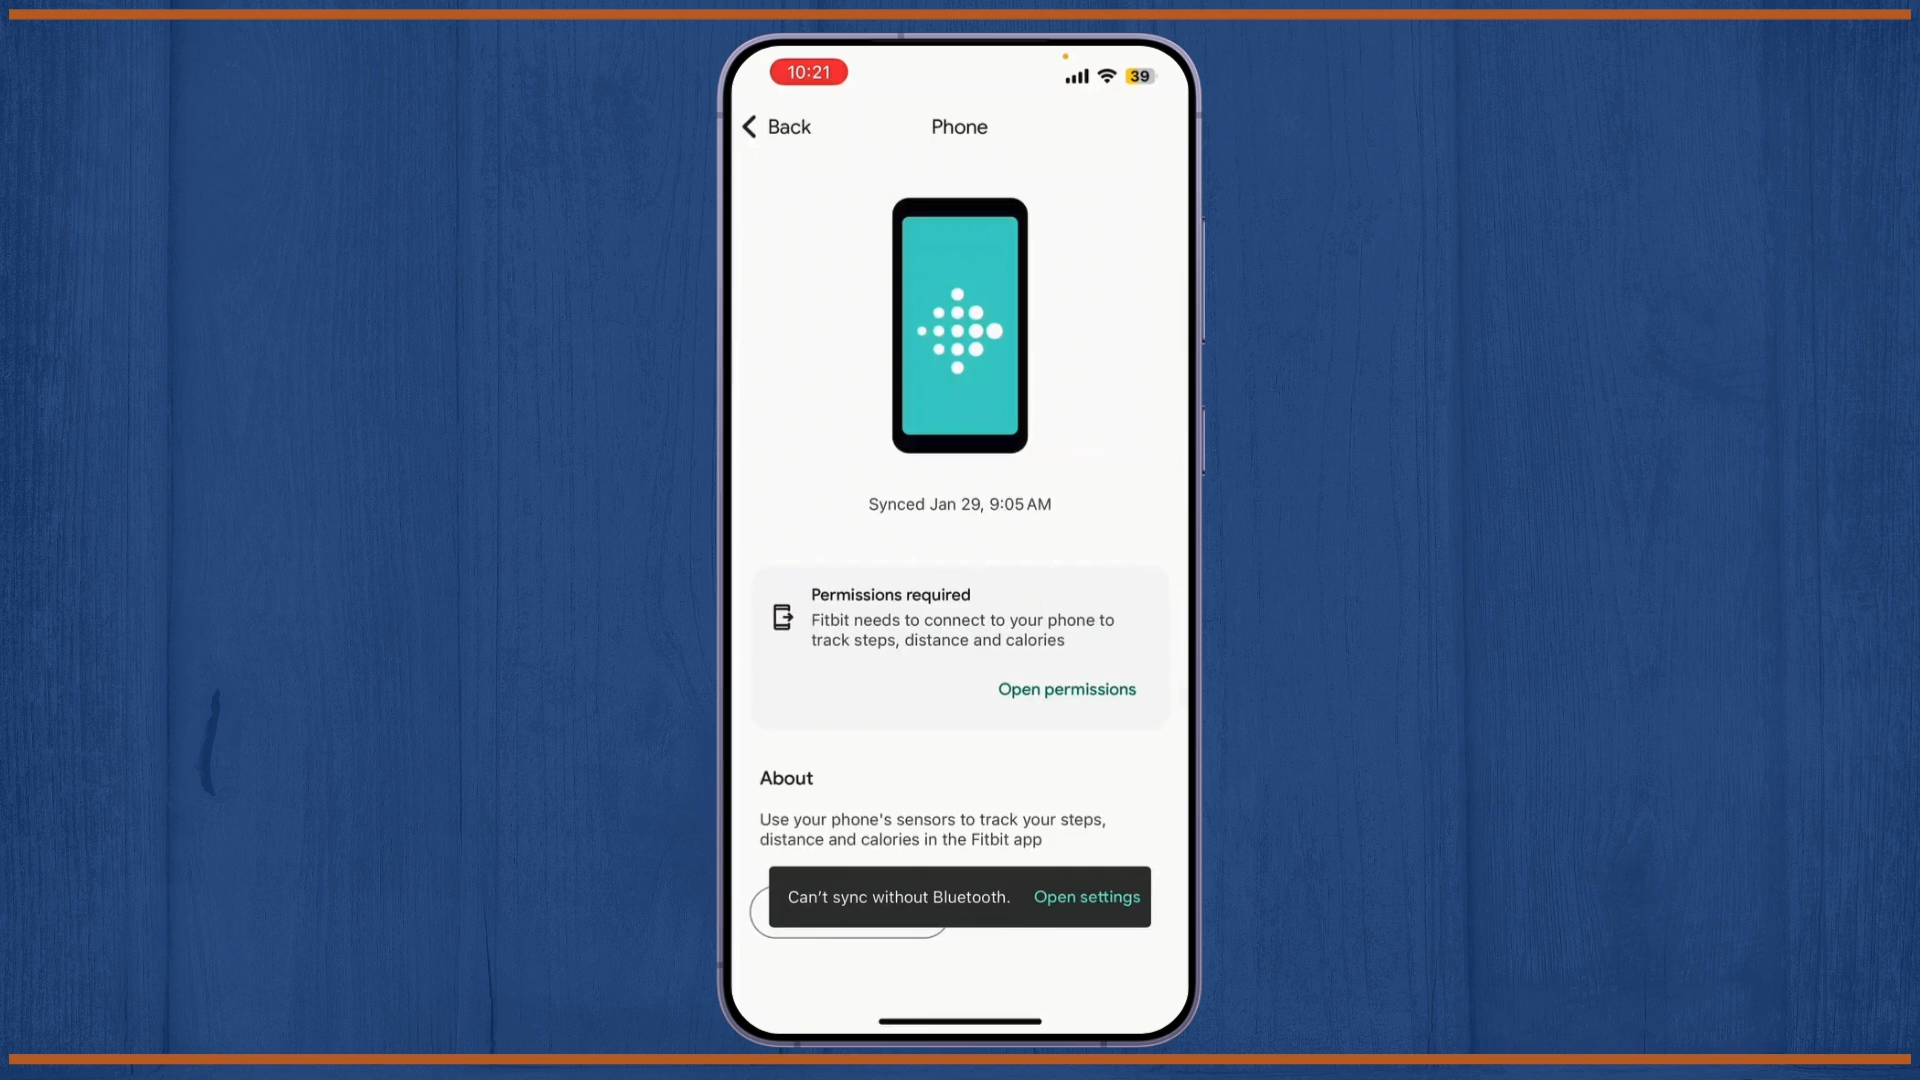 10:21
39
Back
Phone
Synced Jan 29, 9:05 AM
Permissions required
Fitbit needs to connect to your phone to
track steps, distance and calories
Open permissions
About
Use your phone's sensors to track your steps,
distance and calories in the Fitbit app
Can't sync without Bluetooth. Open settings